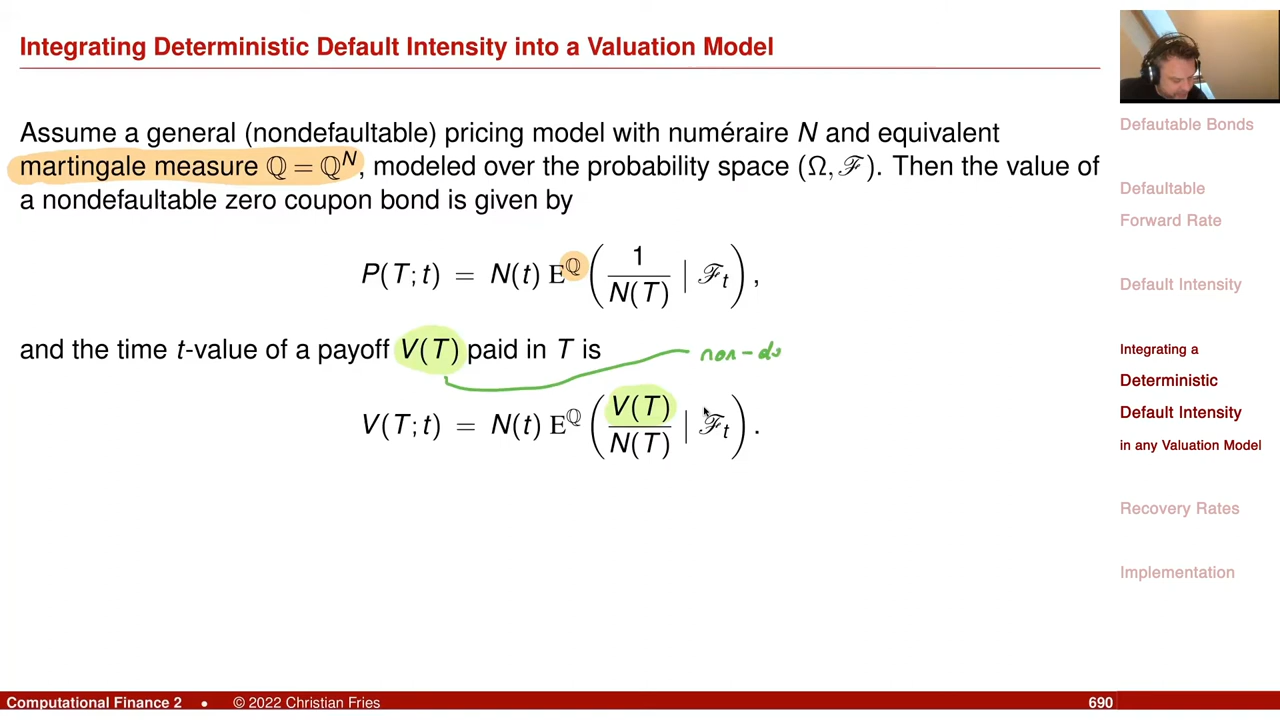 Integrating Deterministic Default Intensity into a Valuation Model
Assume a general (nondefaultable) pricing model with numéraire N and equivalent
martingale measure ℚ = ℚ^N, modeled over the probability space (Ω, ℱ). Then the value of
a nondefaultable zero coupon bond is given by
P(T; t) = N(t) E^ℚ ( 1 / N(T) | ℱ_t ),
and the time t-value of a payoff V(T) paid in T is
non-de
V(T; t) = N(t) E^ℚ ( V(T) / N(T) | ℱ_t ).
Defautable Bonds
Defaultable
Forward Rate
Default Intensity
Integrating a
Deterministic
Default Intensity
in any Valuation Model
Recovery Rates
Implementation
Computational Finance 2 • © 2022 Christian Fries 690